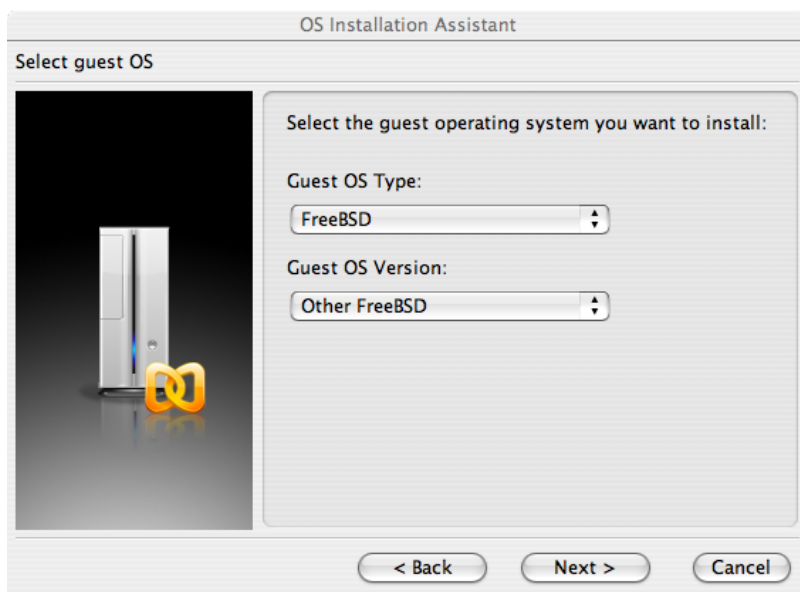 OS Installation Assistant
Select guest OS
Select the guest operating system you want to install:
Guest OS Type:
FreeBSD
Guest OS Version:
Other FreeBSD
< Back
Next >
Cancel